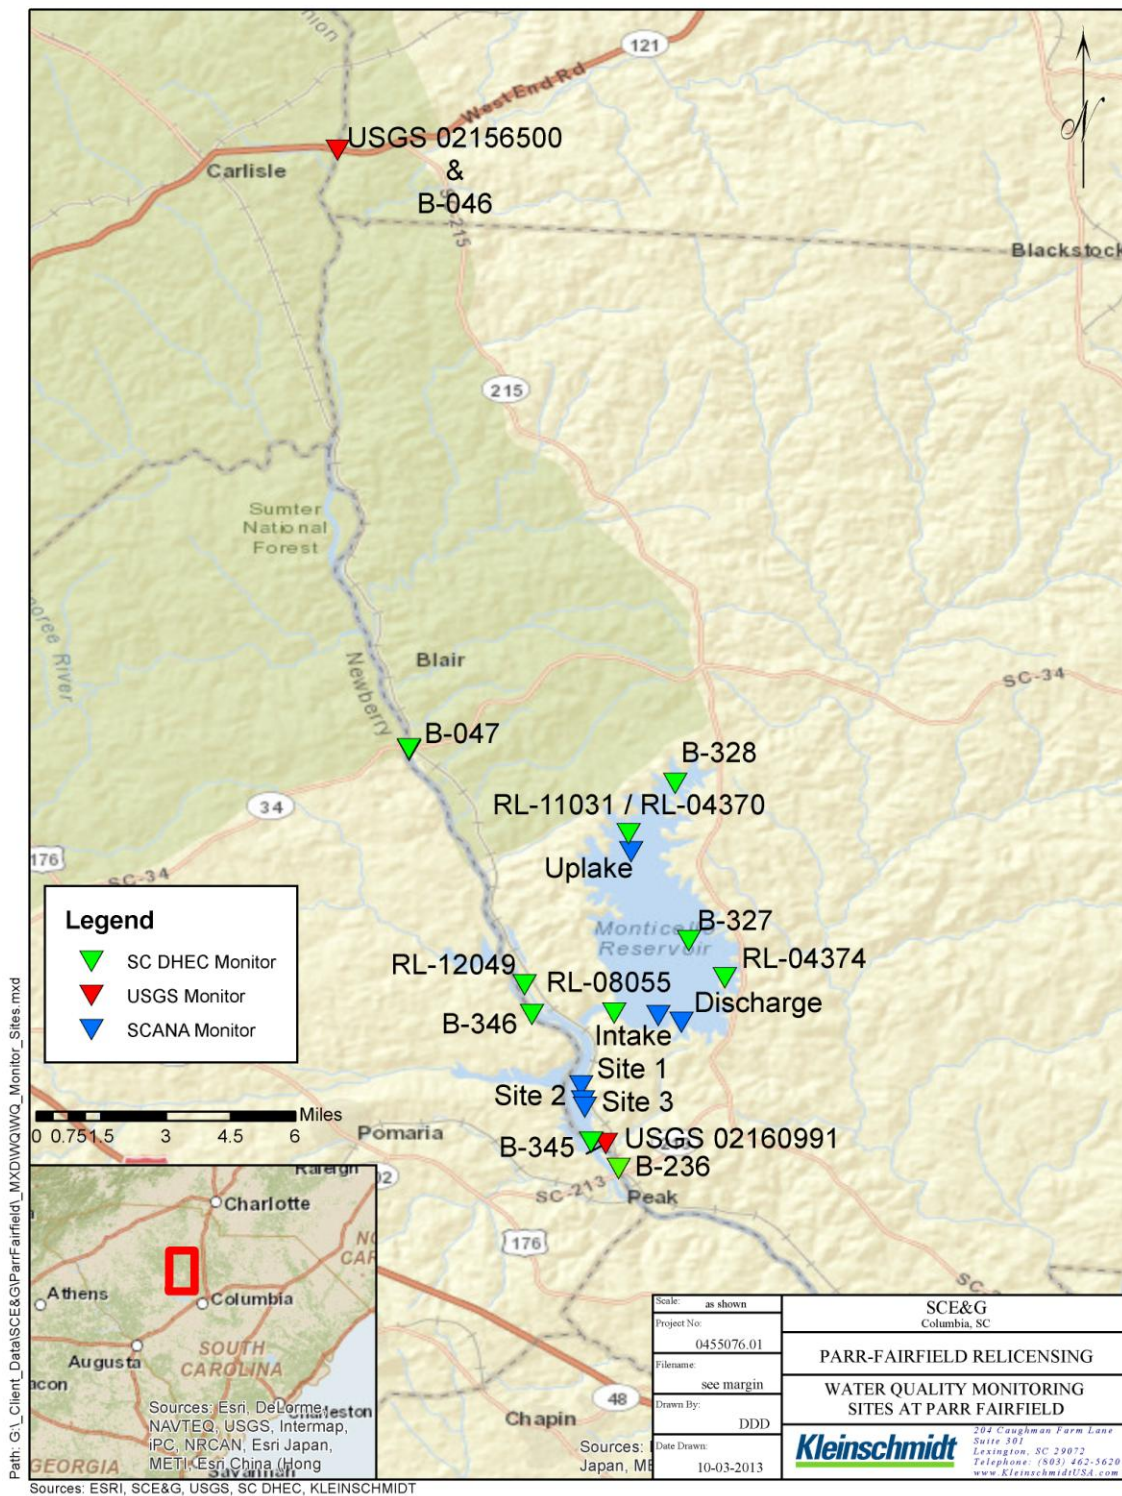 121
West End Rd
USGS 02156500
&
B-046
Carlisle
215
Blackstock
N
215
Sumter
National
Forest
Blair
Newberry
SC-34
B-047
B-328
RL-11031 / RL-04370
34
176
Uplake
SC-34
B-327
Monticello
Reservoir
RL-04374
RL-12049
RL-08055
Discharge
B-346
Intake
Site 1
Site 2
Site 3
Legend
SC DHEC Monitor
USGS Monitor
SCANA Monitor
Miles
0 0.75 1.5 3 4.5 6
Pomaria
B-345
USGS 02160991
B-236
SC-213
Peak
176
Charlotte
Athens
Columbia
SOUTH
CAROLINA
Augusta
GEORGIA
Sources: Esri, DeLorme,
NAVTEQ, USGS, Intermap,
iPC, NRCAN, Esri Japan,
METI, Esri China (Hong
48
Chapin
Sources:
Japan, ME
Scale: as shown
Project No:
0455076.01
Filename:
see margin
Drawn By:
DDD
Date Drawn:
10-03-2013
SCE&G
Columbia, SC
PARR-FAIRFIELD RELICENSING
WATER QUALITY MONITORING
SITES AT PARR FAIRFIELD
Kleinschmidt
204 Caughman Farm Lane
Suite 301
Lexington, SC 29072
Telephone: (803) 462-5620
www.KleinschmidtUSA.com
Path: G:\_Client_Data\SCE&G\ParrFairfield\_MXD\WQ\WQ_Monitor_Sites.mxd
Sources: ESRI, SCE&G, USGS, SC DHEC, KLEINSCHMIDT